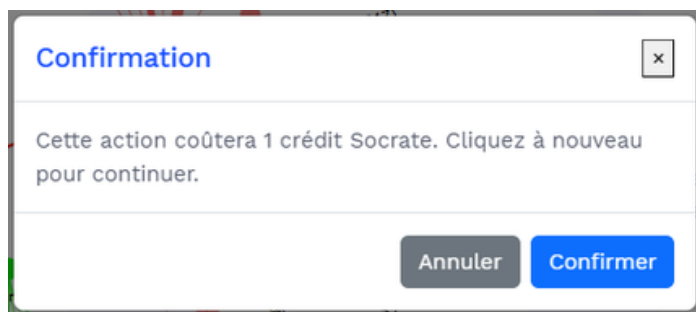 Confirmation
×
Cette action coûtera 1 crédit Socrate. Cliquez à nouveau
pour continuer.
Annuler
Confirmer